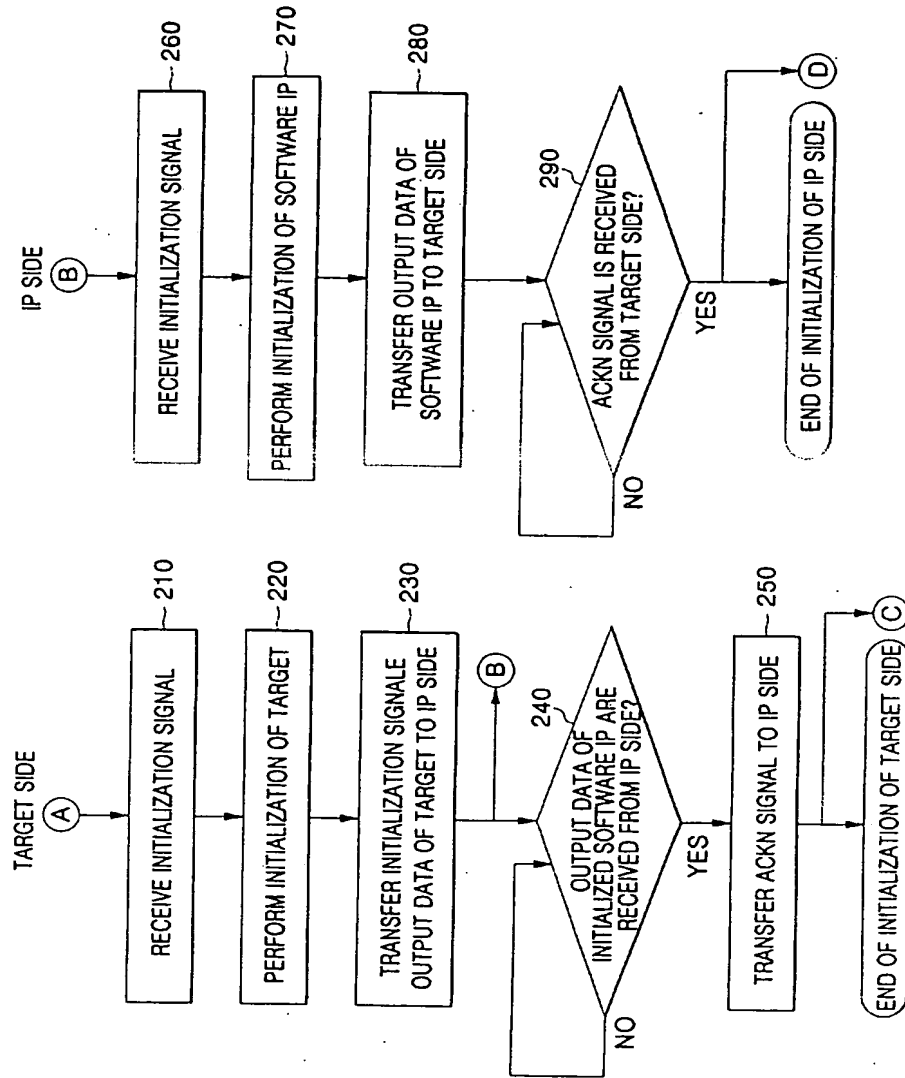 TARGET SIDE
A
RECEIVE INITIALIZATION SIGNAL
210
PERFORM INITIALIZATION OF TARGET
220
TRANSFER INITIALIZATION SIGNALE
OUTPUT DATA OF TARGET TO IP SIDE
230
B
240
OUTPUT DATA OF
INITIALIZED SOFTWARE IP ARE
RECEIVED FROM IP SIDE?
NO
YES
TRANSFER ACKN SIGNAL TO IP SIDE
250
C
END OF INITIALIZATION OF TARGET SIDE
IP SIDE
B
RECEIVE INITIALIZATION SIGNAL
260
PERFORM INITIALIZATION OF SOFTWARE IP
270
TRANSFER OUTPUT DATA OF
SOFTWARE IP TO TARGET SIDE
280
290
ACKN SIGNAL IS RECEIVED
FROM TARGET SIDE?
NO
YES
D
END OF INITIALIZATION OF IP SIDE